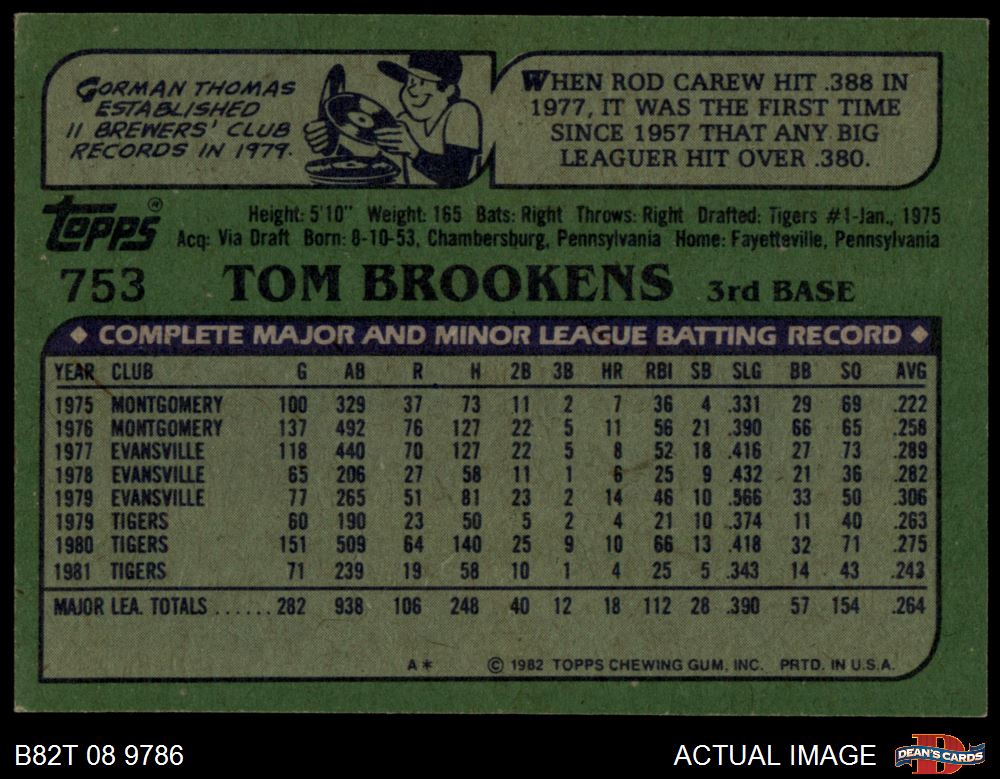 GORMAN THOMAS
ESTABLISHED
11 BREWERS' CLUB
RECORDS IN 1979.
WHEN ROD CAREW HIT .388 IN
1977, IT WAS THE FIRST TIME
SINCE 1957 THAT ANY BIG
LEAGUER HIT OVER .380.
Topps®
Height: 5'10" Weight: 165 Bats: Right Throws: Right Drafted: Tigers #1-Jan., 1975
Acq: Via Draft Born: 8-10-53, Chambersburg, Pennsylvania Home: Fayetteville, Pennsylvania
753 TOM BROOKENS 3rd BASE
◆ COMPLETE MAJOR AND MINOR LEAGUE BATTING RECORD ◆
YEAR CLUB G AB R H 2B 3B HR RBI SB SLG BB SO AVG
1975 MONTGOMERY 100 329 37 73 11 2 7 36 4 .331 29 69 .222
1976 MONTGOMERY 137 492 76 127 22 5 11 56 21 .390 66 65 .258
1977 EVANSVILLE 118 440 70 127 22 5 8 52 18 .416 27 73 .289
1978 EVANSVILLE 65 206 27 58 11 1 6 25 9 .432 21 36 .282
1979 EVANSVILLE 77 265 51 81 23 2 14 46 10 .566 33 50 .306
1979 TIGERS 60 190 23 50 5 2 4 21 10 .374 11 40 .263
1980 TIGERS 151 509 64 140 25 9 10 66 13 .418 32 71 .275
1981 TIGERS 71 239 19 58 10 1 4 25 5 .343 14 43 .243
MAJOR LEA. TOTALS ...... 282 938 106 248 40 12 18 112 28 .390 57 154 .264
A* © 1982 TOPPS CHEWING GUM, INC. PRTD. IN U.S.A.
B82T 08 9786 ACTUAL IMAGE DEAN'S CARDS